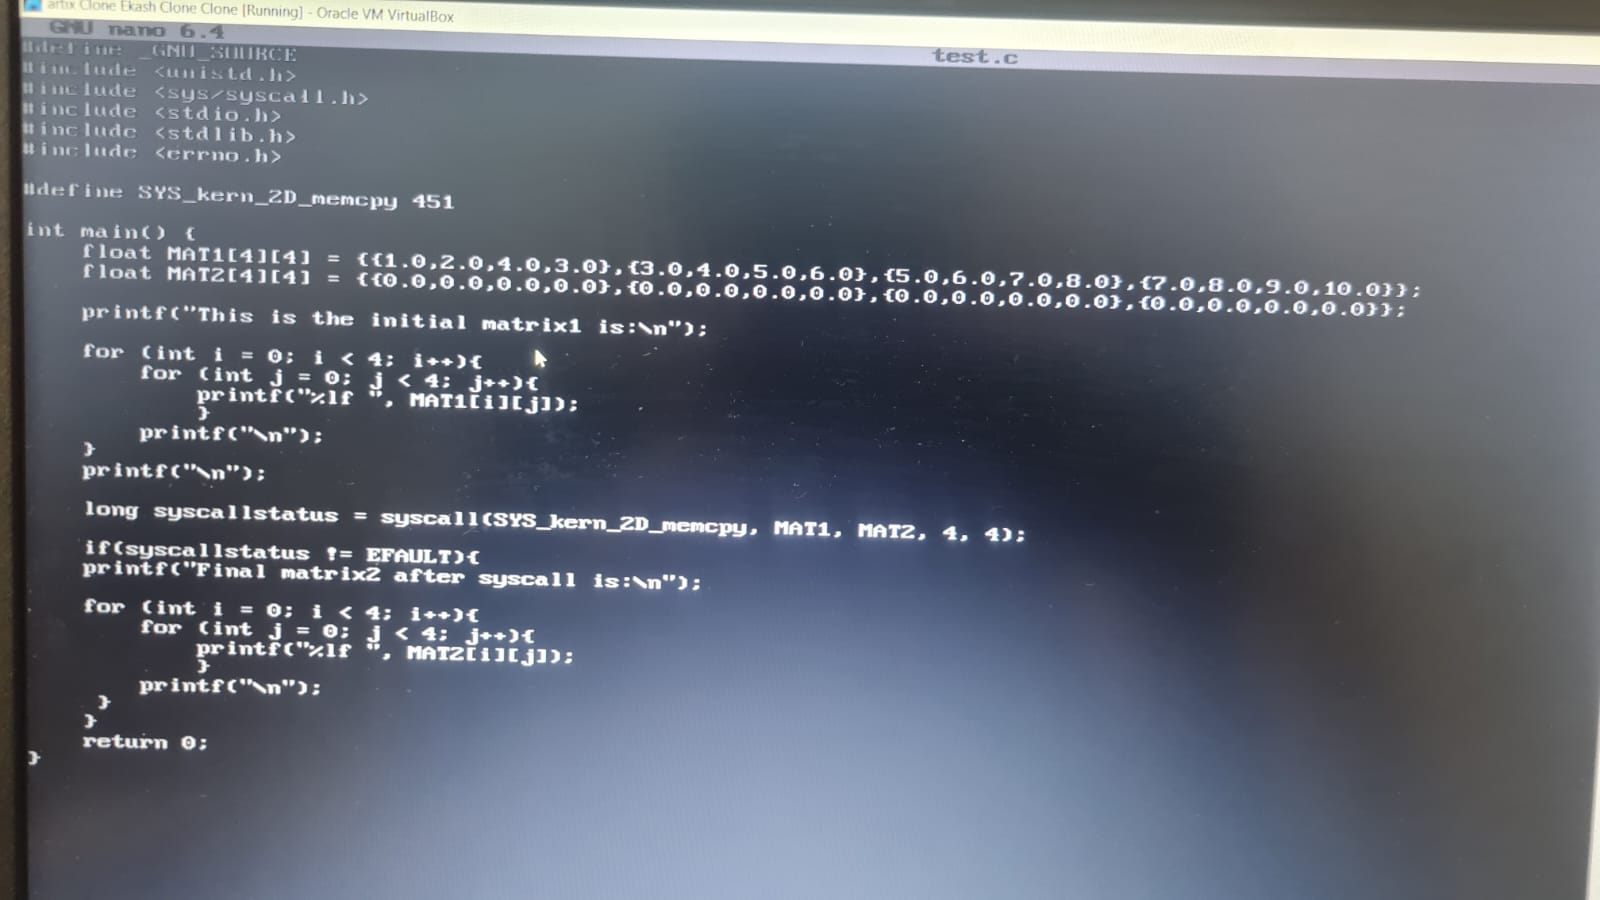 artix Clone Ekash Clone Clone [Running] - Oracle VM VirtualBox
GNU nano 6.4
test.c
#define _GNU_SOURCE
#include <unistd.h>
#include <sys/syscall.h>
#include <stdio.h>
#include <stdlib.h>
#include <errno.h>
#define SYS_kern_2D_memcpy 451
int main() {
float MAT1[4][4] = {{1.0,2.0,4.0,3.0},{3.0,4.0,5.0,6.0},{5.0,6.0,7.0,8.0},{7.0,8.0,9.0,10.0}};
float MAT2[4][4] = {{0.0,0.0,0.0,0.0},{0.0,0.0,0.0,0.0},{0.0,0.0,0.0,0.0},{0.0,0.0,0.0,0.0}};
printf("This is the initial matrix1 is:\n");
for (int i = 0; i < 4; i++){
for (int j = 0; j < 4; j++){
printf("%lf ", MAT1[i][j]);
}
printf("\n");
}
printf("\n");
long syscallstatus = syscall(SYS_kern_2D_memcpy, MAT1, MAT2, 4, 4);
if(syscallstatus != EFAULT){
printf("Final matrix2 after syscall is:\n");
for (int i = 0; i < 4; i++){
for (int j = 0; j < 4; j++){
printf("%lf ", MAT2[i][j]);
}
printf("\n");
}
}
return 0;
}